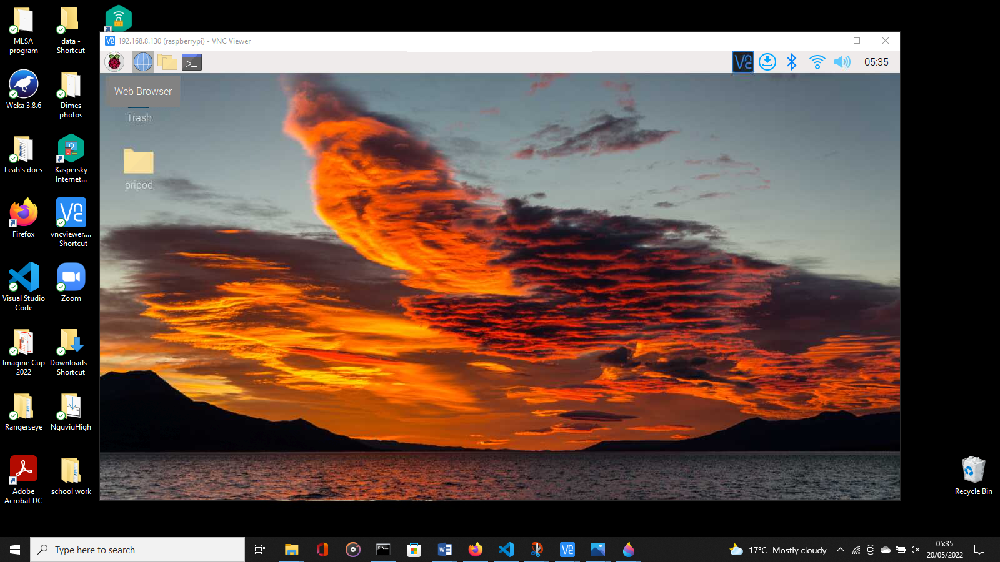 MLSA
program
data -
Shortcut
192.168.8.130 (raspberrypi) - VNC Viewer
05:35
Web Browser
Trash
pripod
Weka 3.8.6
Dimes
photos
Leah's docs
Kaspersky
Internet...
Firefox
vncviewer....
- Shortcut
Visual Studio
Code
Zoom
Imagine Cup
2022
Downloads -
Shortcut
Rangerseye
NguviuHigh
Adobe
Acrobat DC
school work
Recycle Bin
Type here to search
17°C Mostly cloudy
05:35
20/05/2022